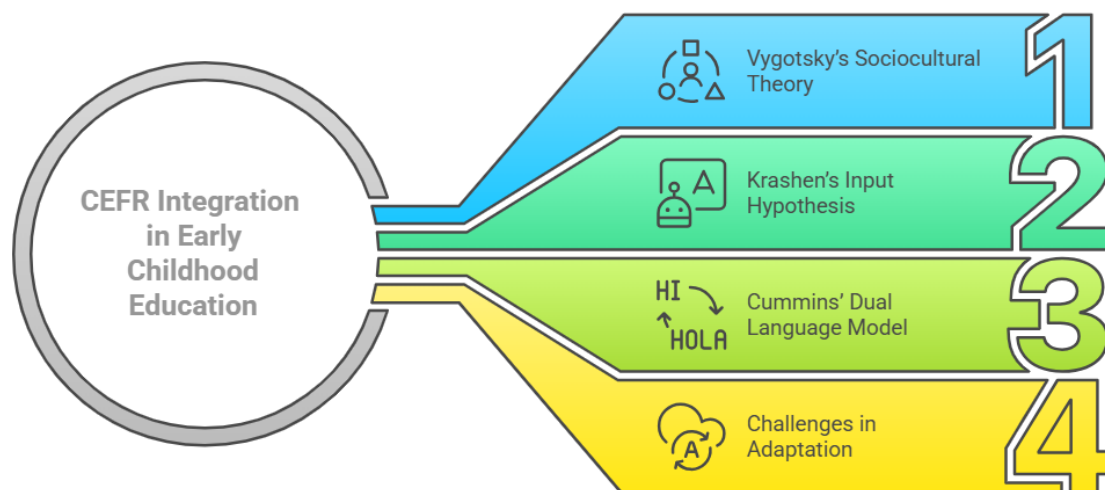 CEFR Integration
in Early
Childhood
Education
Vygotsky's Sociocultural
Theory
1
A
Krashen's Input
Hypothesis
2
HI
HOLA
Cummins' Dual
Language Model
3
A
Challenges in
Adaptation
4